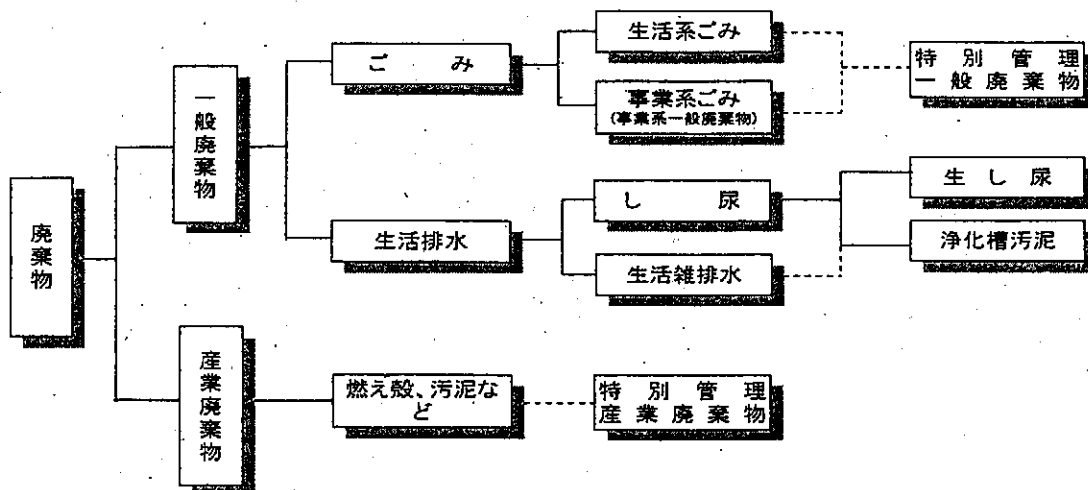 廃棄物
一般廃棄物
ごみ
生活系ごみ
事業系ごみ
(事業系一般廃棄物)
特別管理
一般廃棄物
生活排水
し尿
生活雑排水
生し尿
浄化槽汚泥
産業廃棄物
燃え殻、汚泥な
ど
特別管理
産業廃棄物